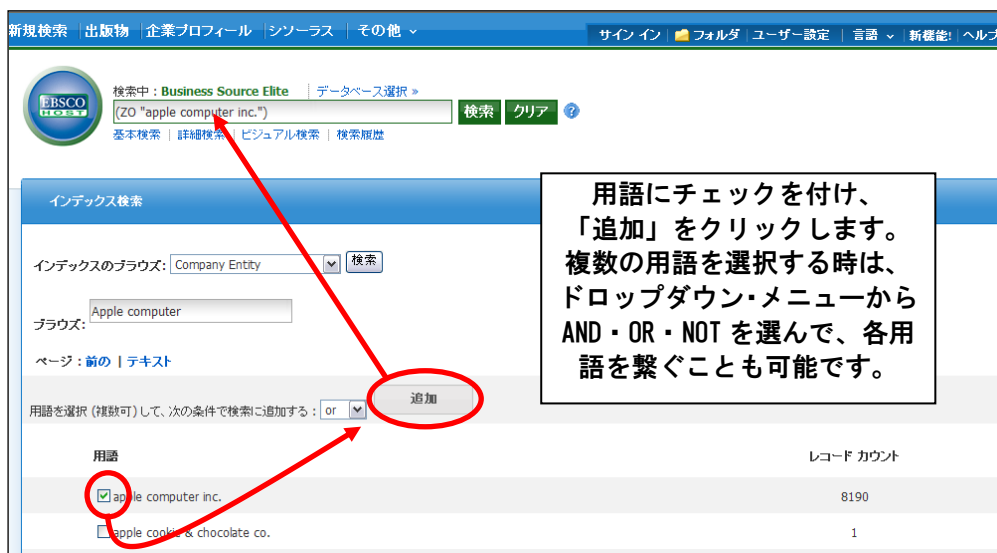 新規検索 | 出版物 | 企業プロフィール | シソーラス | その他
サイン イン | フォルダ | ユーザー設定 | 言語 | 新機能! | ヘルプ
EBSCO
HOST
検索中 : Business Source Elite | データベース選択 »
(ZO "apple computer inc.") 検索 クリア ?
基本検索 | 詳細検索 | ビジュアル検索 | 検索履歴
インデックス検索
用語にチェックを付け、
「追加」をクリックします。
複数の用語を選択する時は、
ドロップダウン・メニューから
AND・OR・NOT を選んで、各用
語を繋ぐことも可能です。
インデックスのブラウズ: Company Entity 検索
ブラウズ: Apple computer
ページ : 前の | テキスト
用語を選択 (複数可) して、次の条件で検索に追加する : or 追加
用語 レコード カウント
apple computer inc. 8190
apple cookie & chocolate co. 1